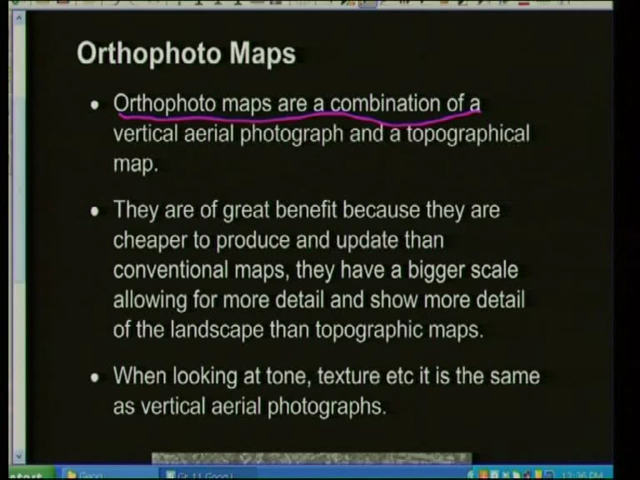 Orthophoto Maps
• Orthophoto maps are a combination of a
vertical aerial photograph and a topographical
map.
• They are of great benefit because they are
cheaper to produce and update than
conventional maps, they have a bigger scale
allowing for more detail and show more detail
of the landscape than topographic maps.
• When looking at tone, texture etc it is the same
as vertical aerial photographs.
start